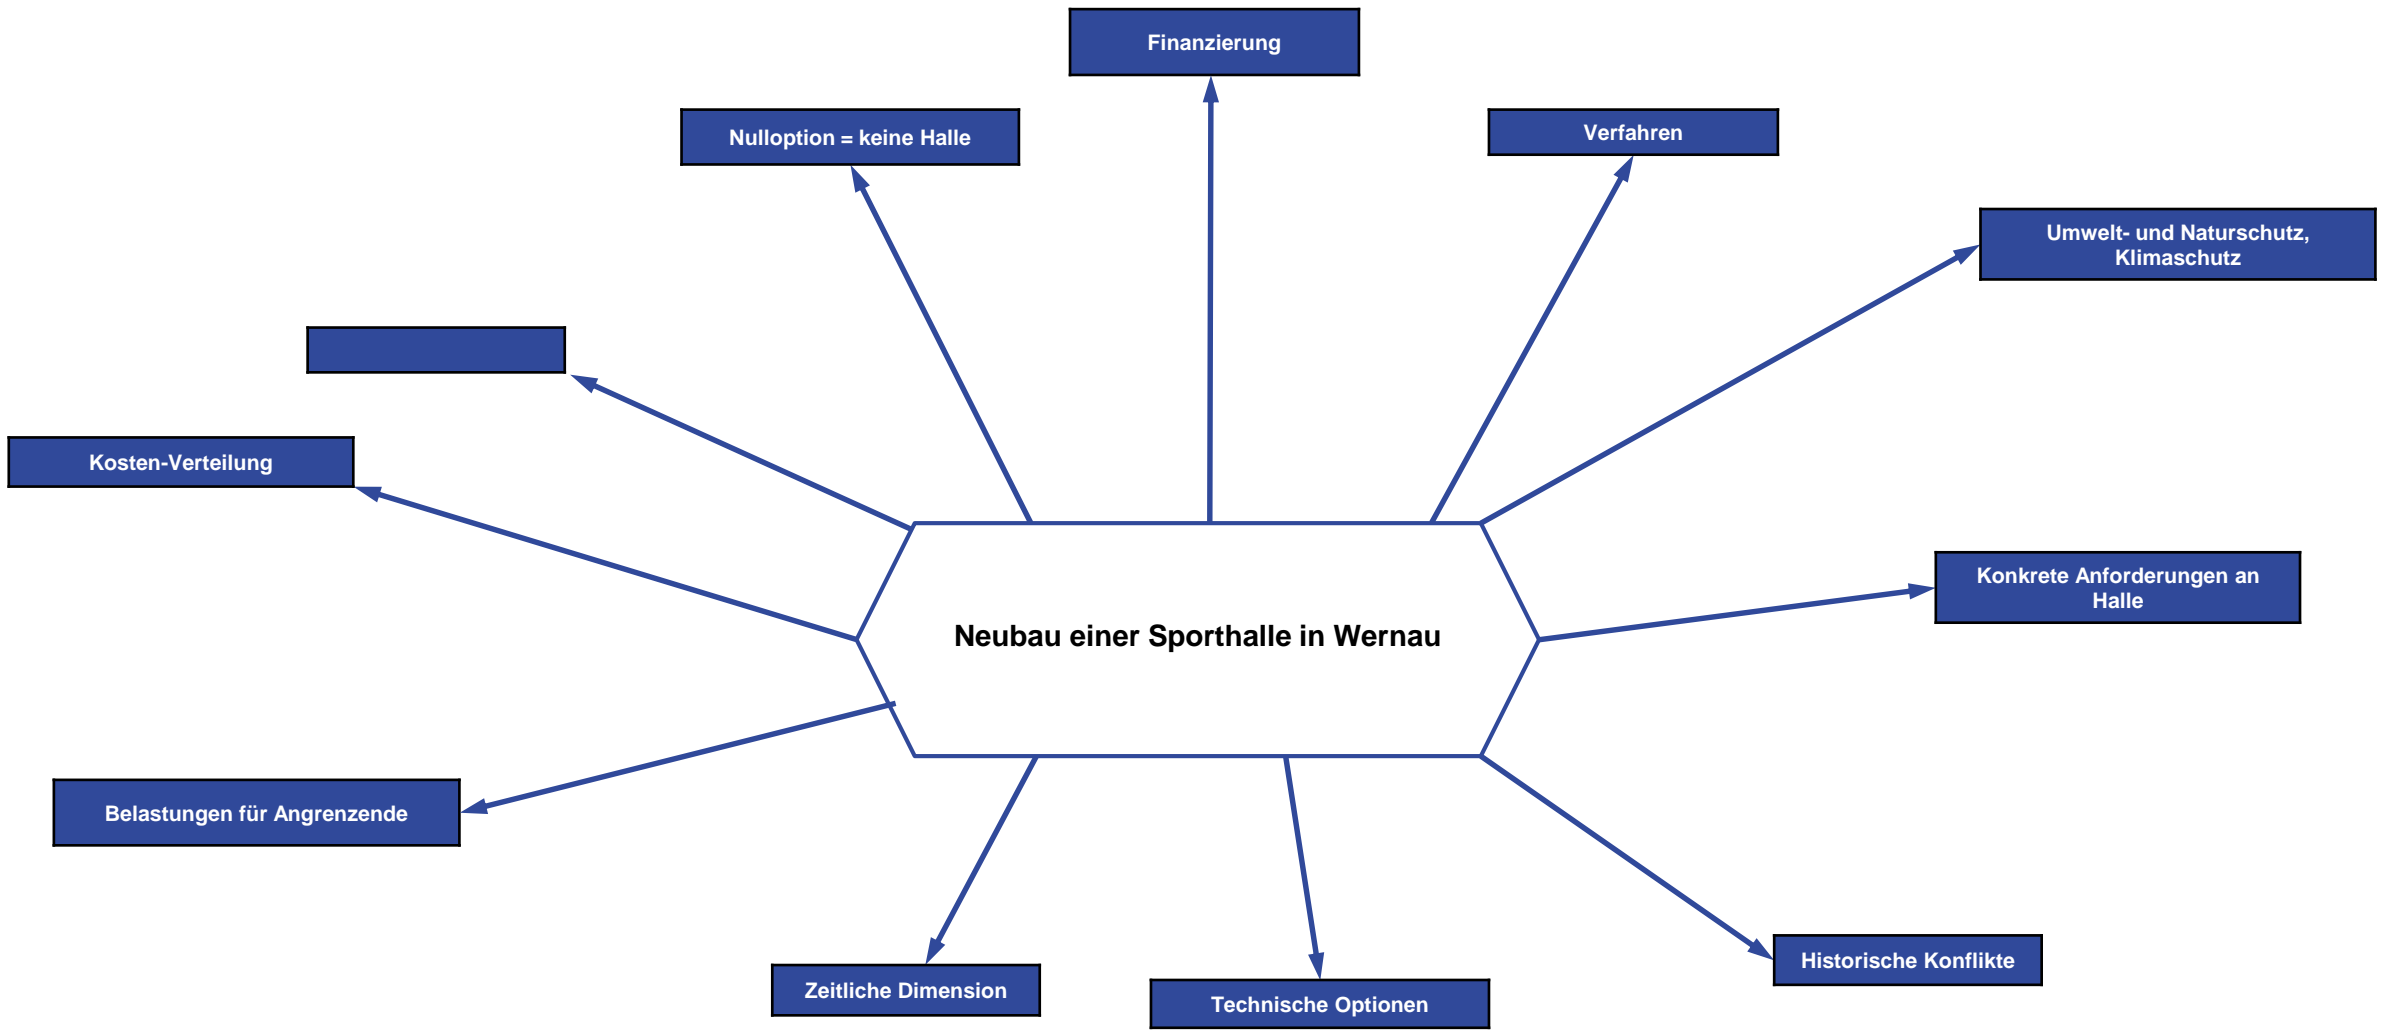 Finanzierung
Nulloption = keine Halle
Verfahren
Umwelt- und Naturschutz,
Klimaschutz
Kosten-Verteilung
Konkrete Anforderungen an
Halle
Neubau einer Sporthalle in Wernau
Belastungen für Angrenzende
Historische Konflikte
Zeitliche Dimension
Technische Optionen